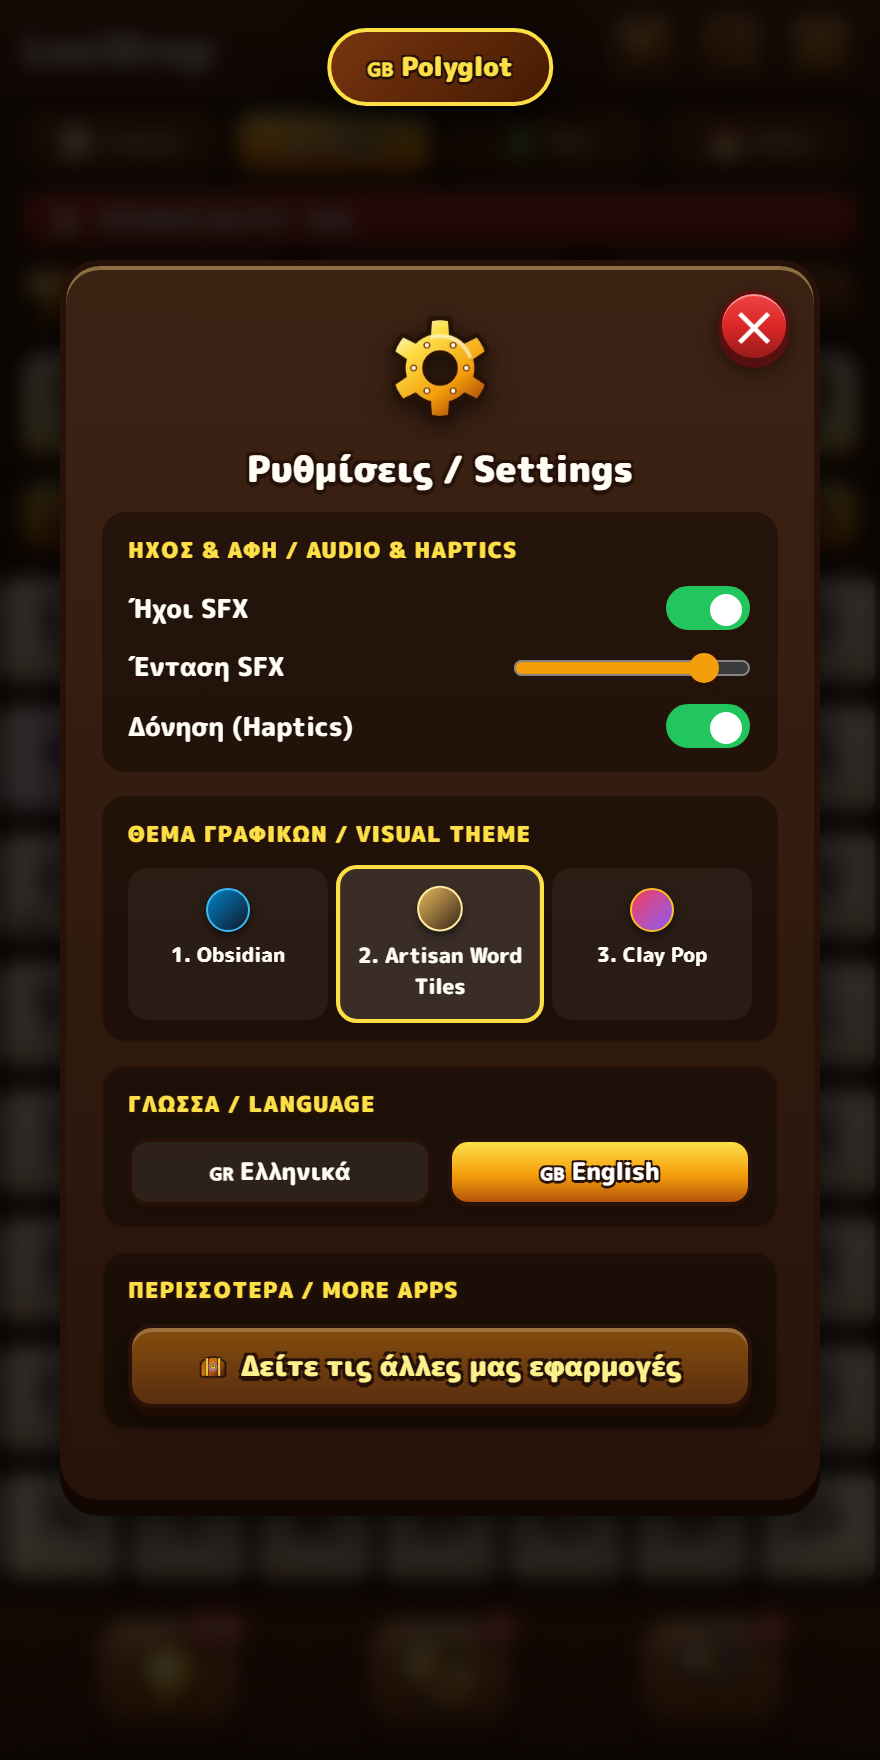 GB Polyglot
Ρυθμίσεις / Settings
ΗΧΟΣ & ΑΦΗ / AUDIO & HAPTICS
Ήχοι SFX
Ένταση SFX
Δόνηση (Haptics)
ΘΕΜΑ ΓΡΑΦΙΚΩΝ / VISUAL THEME
1. Obsidian
2. Artisan Word
Tiles
3. Clay Pop
ΓΛΩΣΣΑ / LANGUAGE
GR Ελληνικά
GB English
ΠΕΡΙΣΣΟΤΕΡΑ / MORE APPS
Δείτε τις άλλες μας εφαρμογές